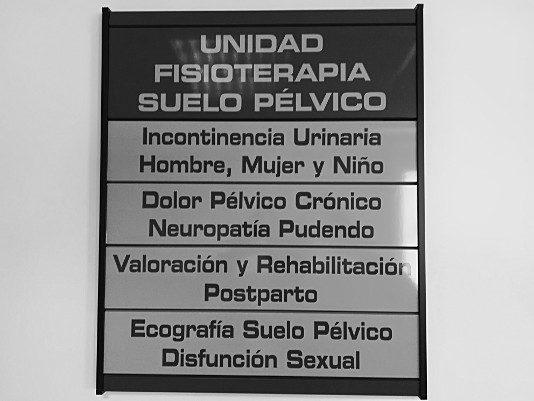 UNIDAD
FISIOTERAPIA
SUELO PÉLVICO
Incontinencia Urinaria
Hombre, Mujer y Niño
Dolor Pélvico Crónico
Neuropatía Pudendo
Valoración y Rehabilitación
Postparto
Ecografía Suelo Pélvico
Disfunción Sexual